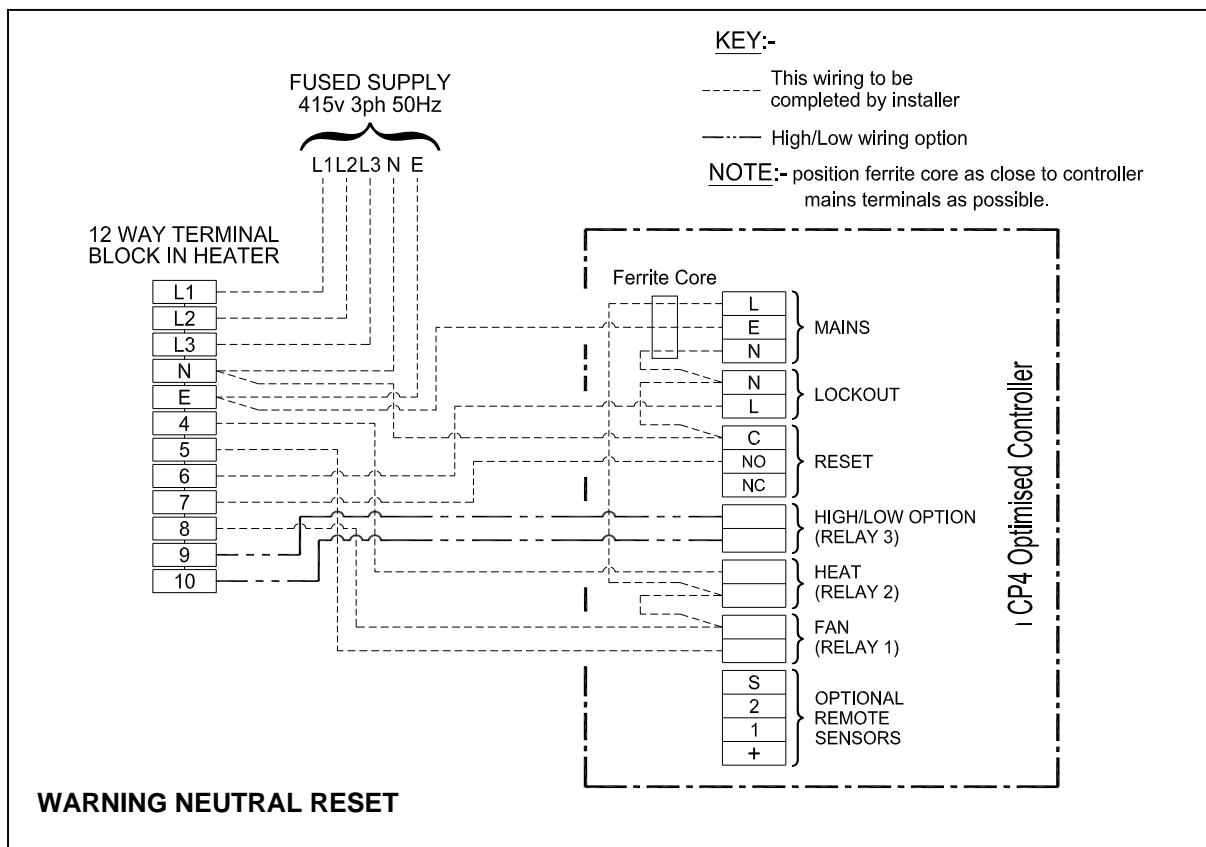 KEY:-
This wiring to be
completed by installer
High/Low wiring option
NOTE:- position ferrite core as close to controller
mains terminals as possible.
FUSED SUPPLY
415v 3ph 50Hz
L1 L2 L3 N E
12 WAY TERMINAL
BLOCK IN HEATER
L1
L2
L3
N
E
4
5
6
7
8
9
10
Ferrite Core
L
E
N
MAINS
N
L
LOCKOUT
C
NO
NC
RESET
HIGH/LOW OPTION
(RELAY 3)
HEAT
(RELAY 2)
FAN
(RELAY 1)
S
2
1
+
OPTIONAL
REMOTE
SENSORS
CP4 Optimised Controller
WARNING NEUTRAL RESET